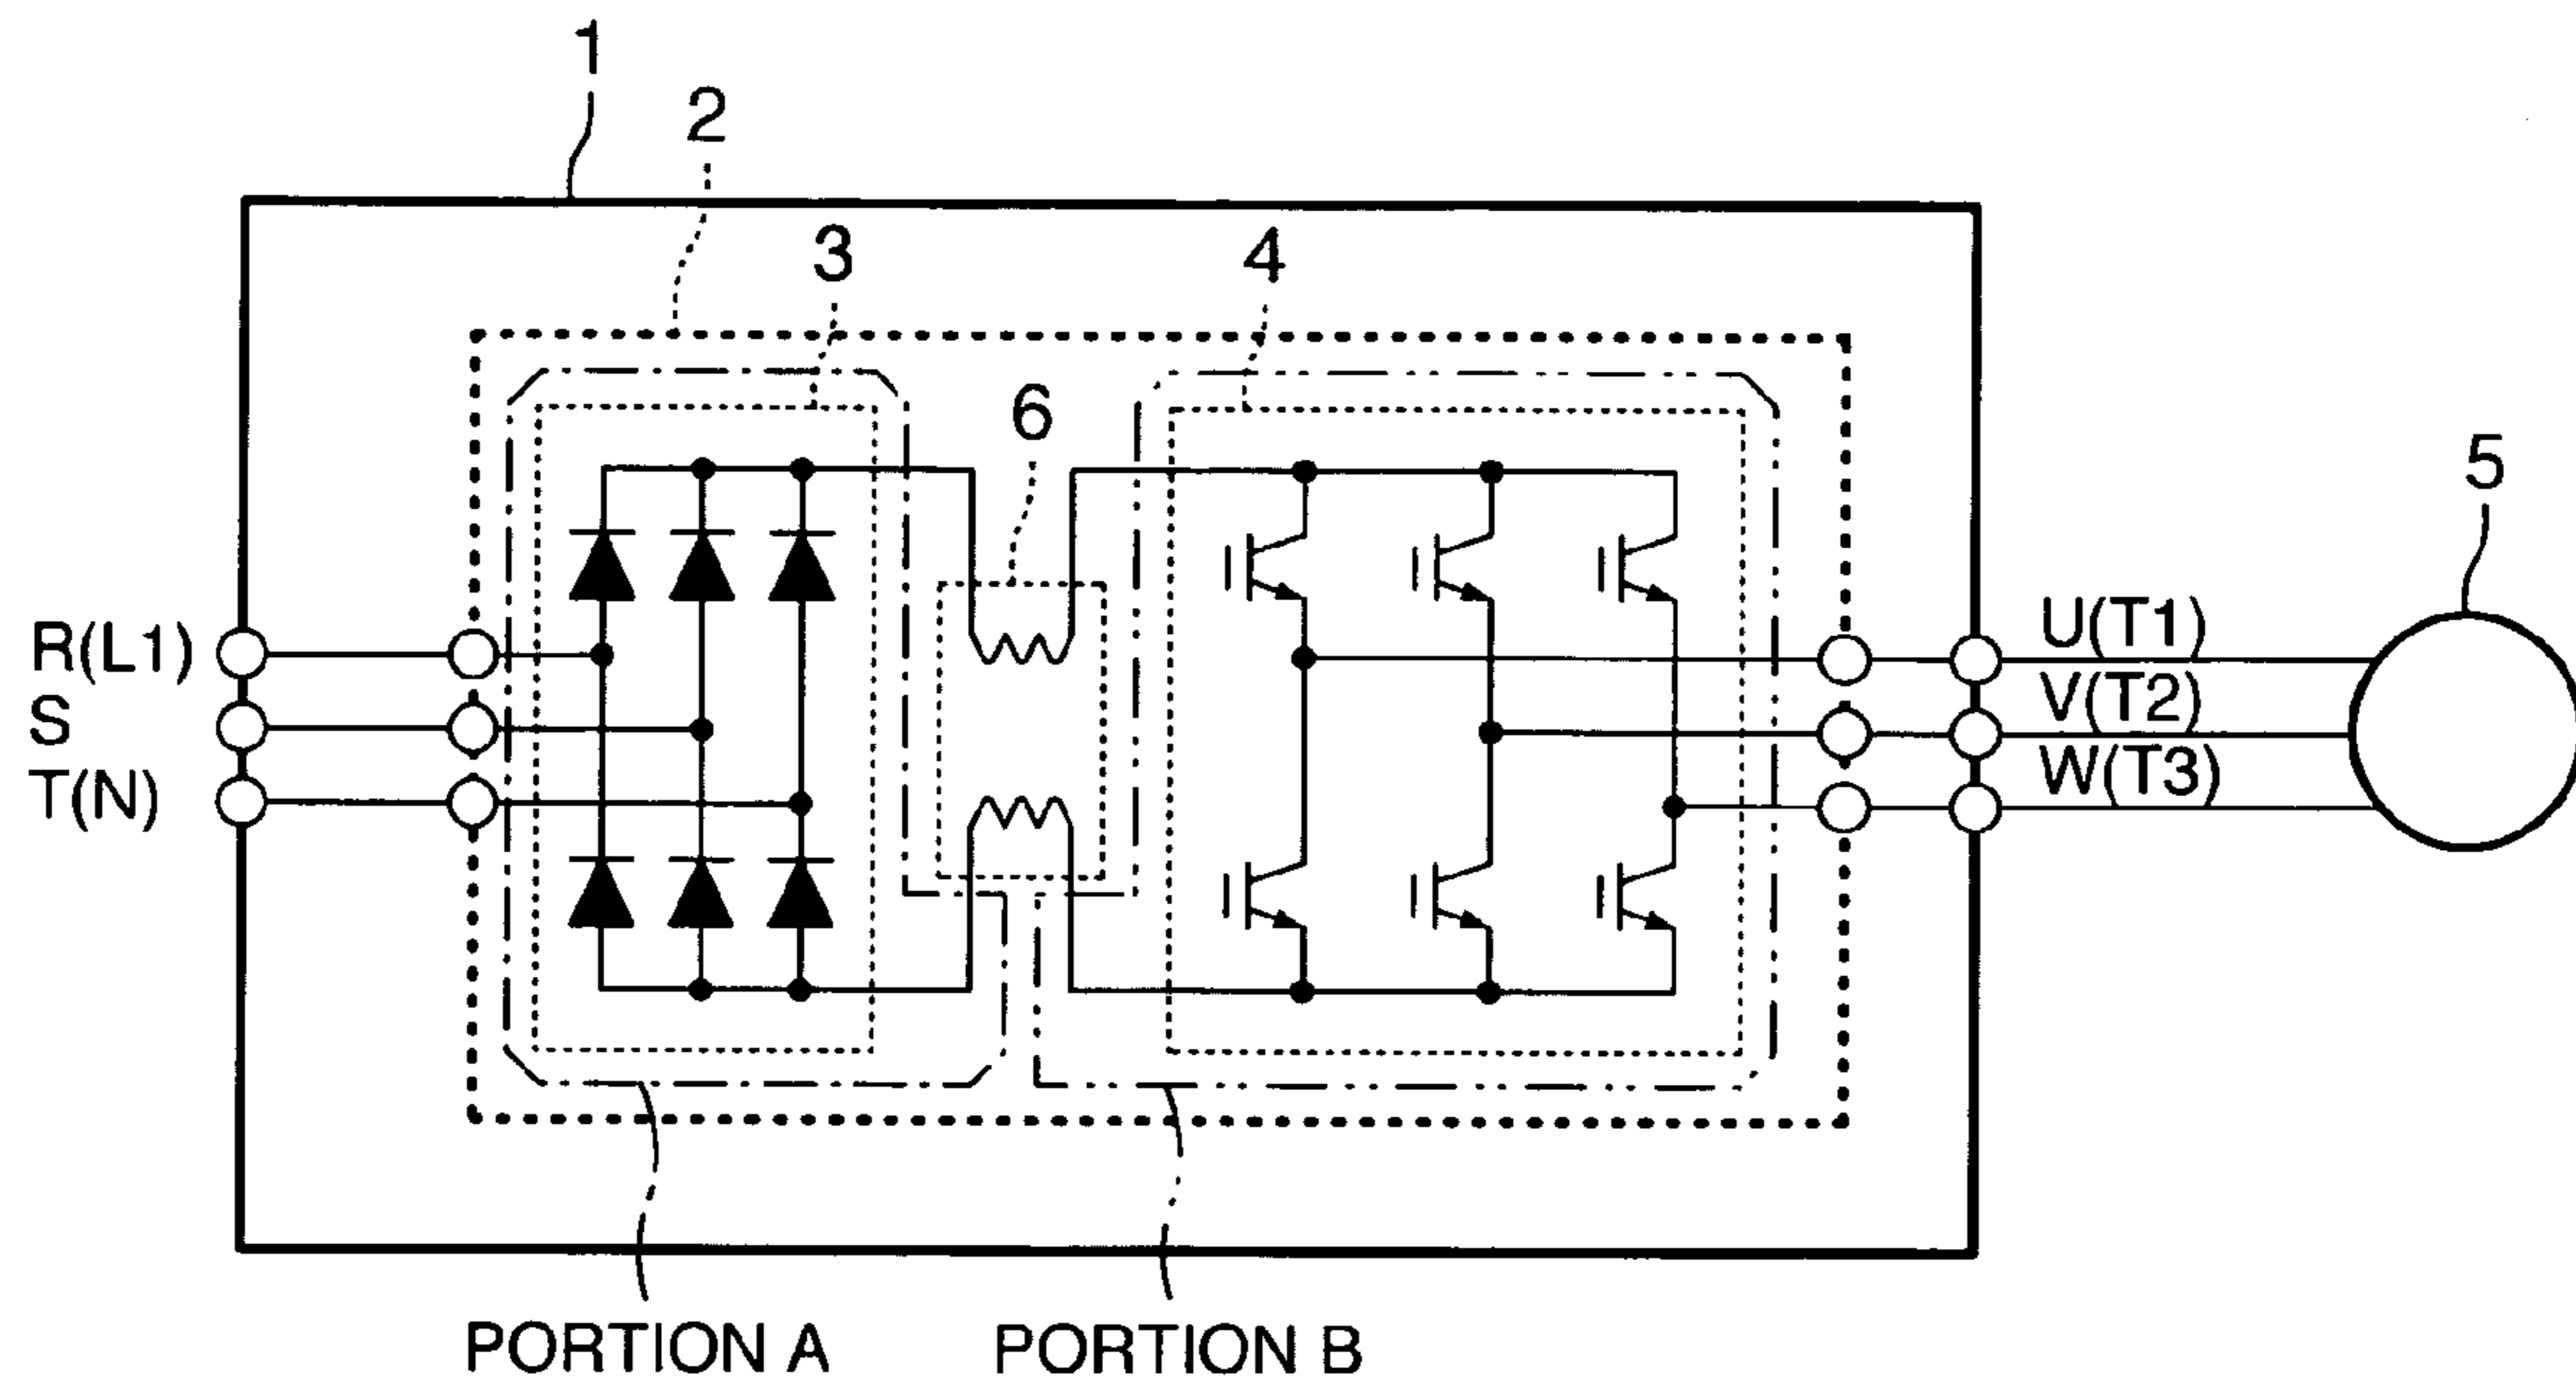 1
2
3
4
6
5
R(L1)
S
T(N)
U(T1)
V(T2)
W(T3)
PORTION A
PORTION B